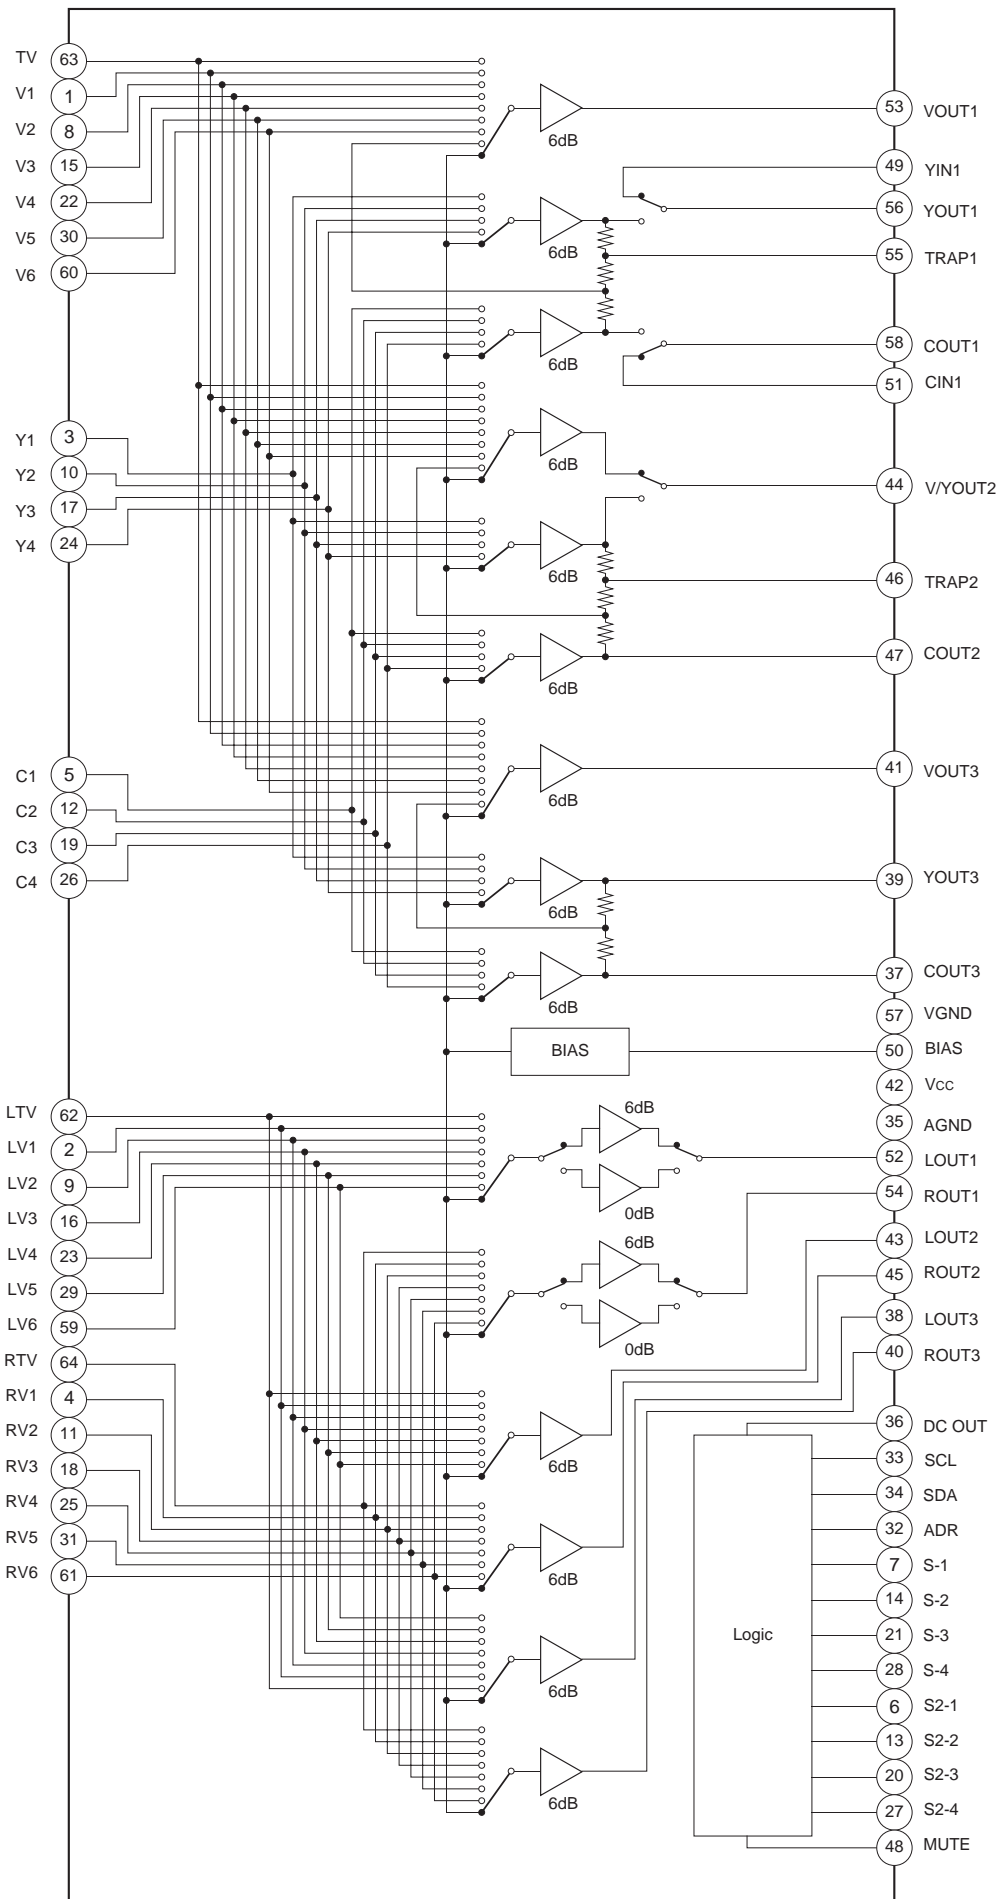 TV 63
V1 1
V2 8
V3 15
V4 22
V5 30
V6 60
Y1 3
Y2 10
Y3 17
Y4 24
C1 5
C2 12
C3 19
C4 26
LTV 62
LV1 2
LV2 9
LV3 16
LV4 23
LV5 29
LV6 59
RTV 64
RV1 4
RV2 11
RV3 18
RV4 25
RV5 31
RV6 61
6dB
6dB
6dB
6dB
6dB
6dB
6dB
6dB
6dB
BIAS
6dB
0dB
6dB
0dB
6dB
6dB
6dB
6dB
Logic
53 VOUT1
49 YIN1
56 YOUT1
55 TRAP1
58 COUT1
51 CIN1
44 V/YOUT2
46 TRAP2
47 COUT2
41 VOUT3
39 YOUT3
37 COUT3
57 VGND
50 BIAS
42 Vcc
35 AGND
52 LOUT1
54 ROUT1
43 LOUT2
45 ROUT2
38 LOUT3
40 ROUT3
36 DC OUT
33 SCL
34 SDA
32 ADR
7 S-1
14 S-2
21 S-3
28 S-4
6 S2-1
13 S2-2
20 S2-3
27 S2-4
48 MUTE